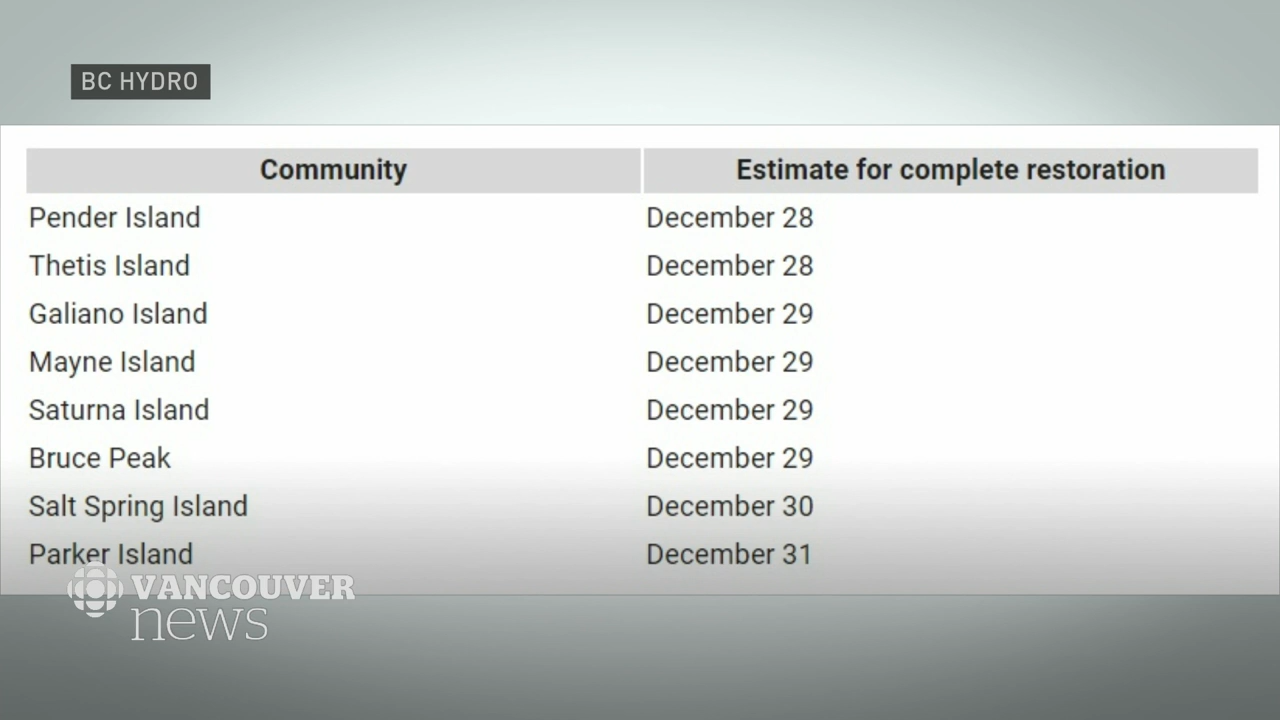 BC HYDRO
Community Estimate for complete restoration
Pender Island December 28
Thetis Island December 28
Galiano Island December 29
Mayne Island December 29
Saturna Island December 29
Bruce Peak December 29
Salt Spring Island December 30
Parker Island December 31
VANCOUVER
news